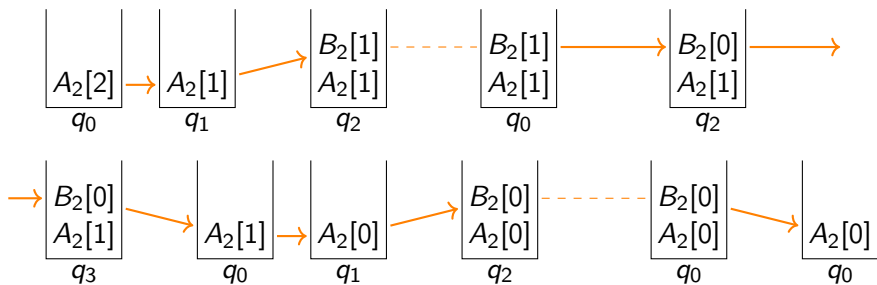 B₂[1] B₂[1] B₂[0]
A₂[2] A₂[1] A₂[1] A₂[1] A₂[1]
q₀ q₁ q₂ q₀ q₂
B₂[0] B₂[0] B₂[0]
A₂[1] A₂[1] A₂[0] A₂[0] A₂[0] A₂[0]
q₃ q₀ q₁ q₂ q₀ q₀